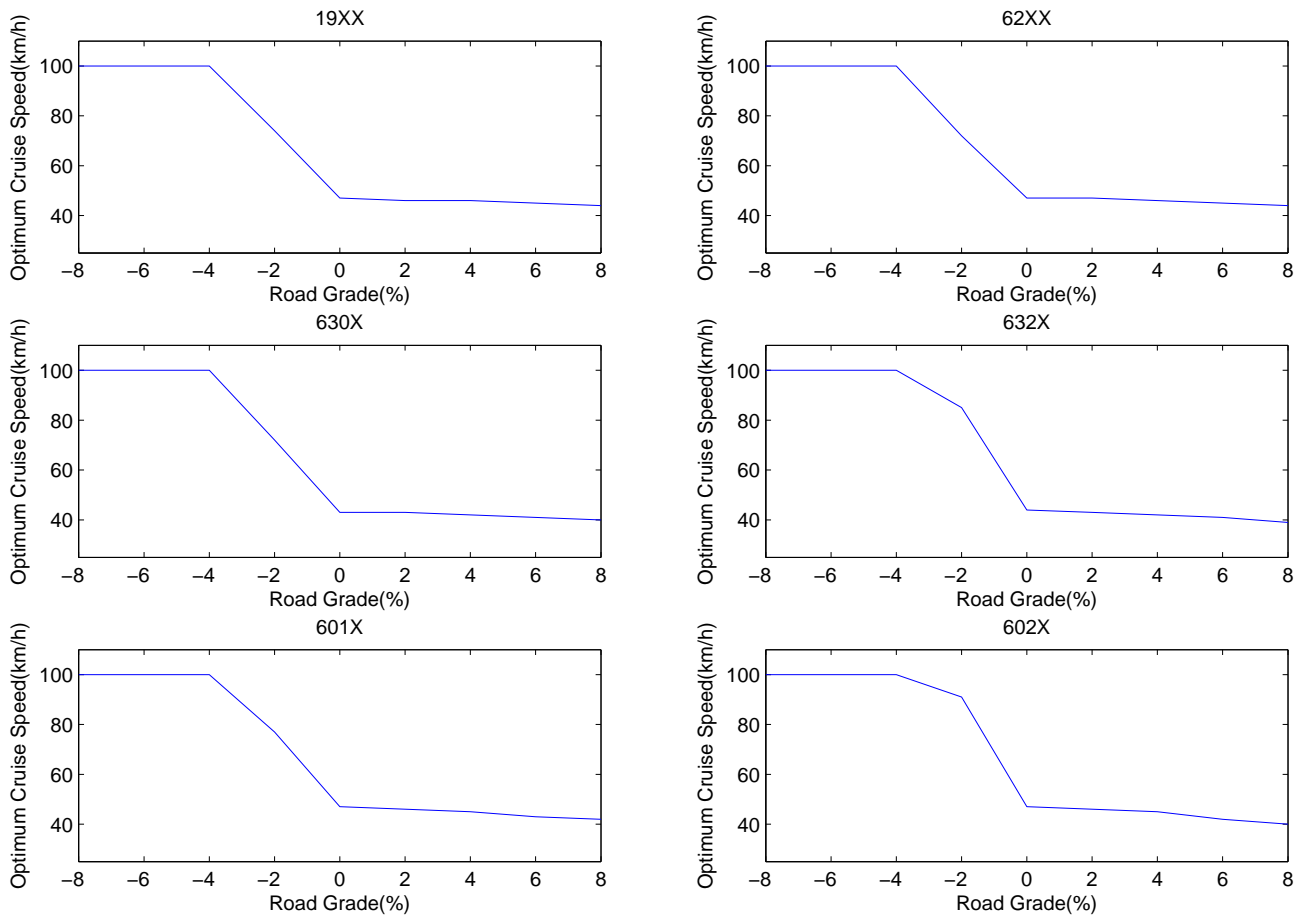 19XX
Optimum Cruise Speed(km/h)
100
80
60
40
−8 −6 −4 −2 0 2 4 6 8
Road Grade(%)
62XX
Optimum Cruise Speed(km/h)
100
80
60
40
−8 −6 −4 −2 0 2 4 6 8
Road Grade(%)
630X
Optimum Cruise Speed(km/h)
100
80
60
40
−8 −6 −4 −2 0 2 4 6 8
Road Grade(%)
632X
Optimum Cruise Speed(km/h)
100
80
60
40
−8 −6 −4 −2 0 2 4 6 8
Road Grade(%)
601X
Optimum Cruise Speed(km/h)
100
80
60
40
−8 −6 −4 −2 0 2 4 6 8
Road Grade(%)
602X
Optimum Cruise Speed(km/h)
100
80
60
40
−8 −6 −4 −2 0 2 4 6 8
Road Grade(%)